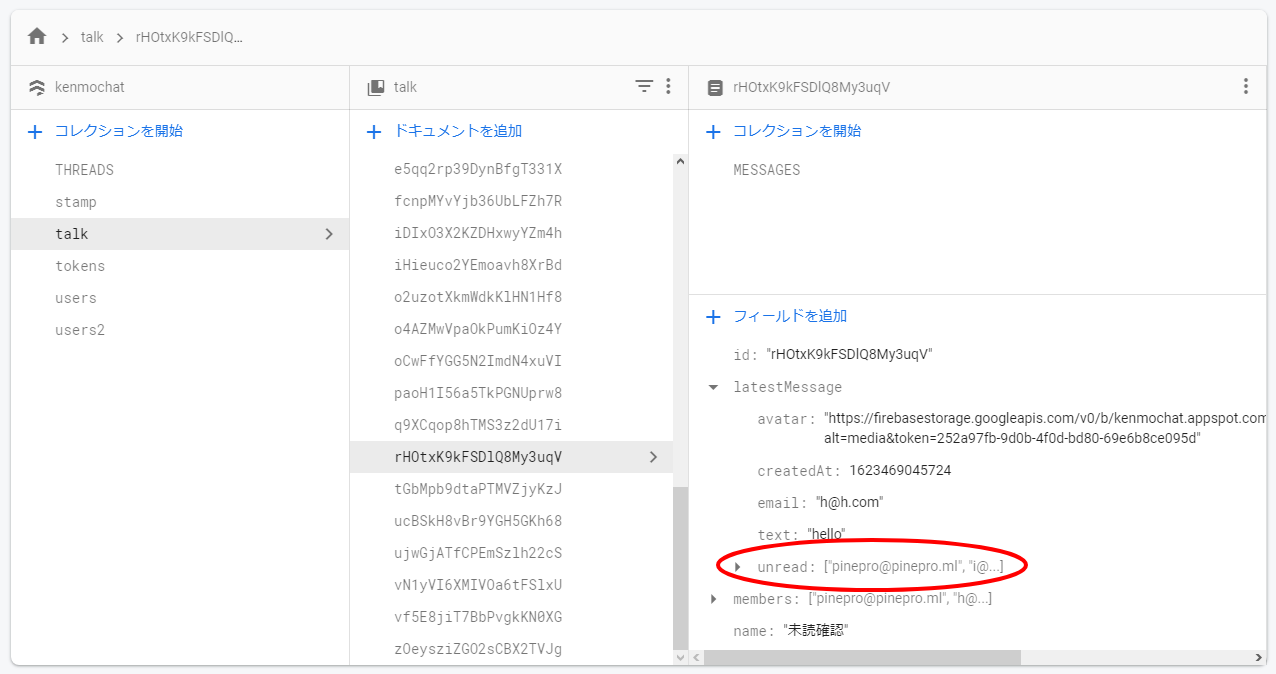 talk
rHOtxK9kFSDlQ...
kenmochat
コレクションを開始
THREADS
stamp
talk
tokens
users
users2
talk
ドキュメントを追加
e5qq2rp39DynBfgT331X
fcnpMYvYjb36UbLFZh7R
iDIxO3X2KZDHxwyYZm4h
iHieuco2YEmoavh8XrBd
o2uzotXkmWdkKlHN1Hf8
o4AZMwVpaOkPumKiOz4Y
oCwFfYGG5N2ImdN4xuVI
paoH1I56a5TkPGNUprw8
q9XCqop8hTMS3z2dU17i
rHOtxK9kFSDlQ8My3uqV
tGbMpb9dtaPTMVZjyKzJ
ucBSkH8vBr9YGH5GKh68
ujwGjATfCPEmSzlh22cS
vN1yVI6XMIVOa6tFSlxU
vf5E8jiT7BbPvgkKN0XG
zOeysziZGO2sCBX2TVJg
rHOtxK9kFSDlQ8My3uqV
コレクションを開始
MESSAGES
フィールドを追加
id: "rHOtxK9kFSDlQ8My3uqV"
latestMessage
avatar: "https://firebasestorage.googleapis.com/v0/b/kenmochat.appspot.com
alt=media&token=252a97fb-9d0b-4f0d-bd80-69e6b8ce095d"
createdAt: 1623469045724
email: "h@h.com"
text: "hello"
unread: ["pinepro@pinepro.ml", "i@...]
members: ["pinepro@pinepro.ml", "h@...]
name: "未読確認"